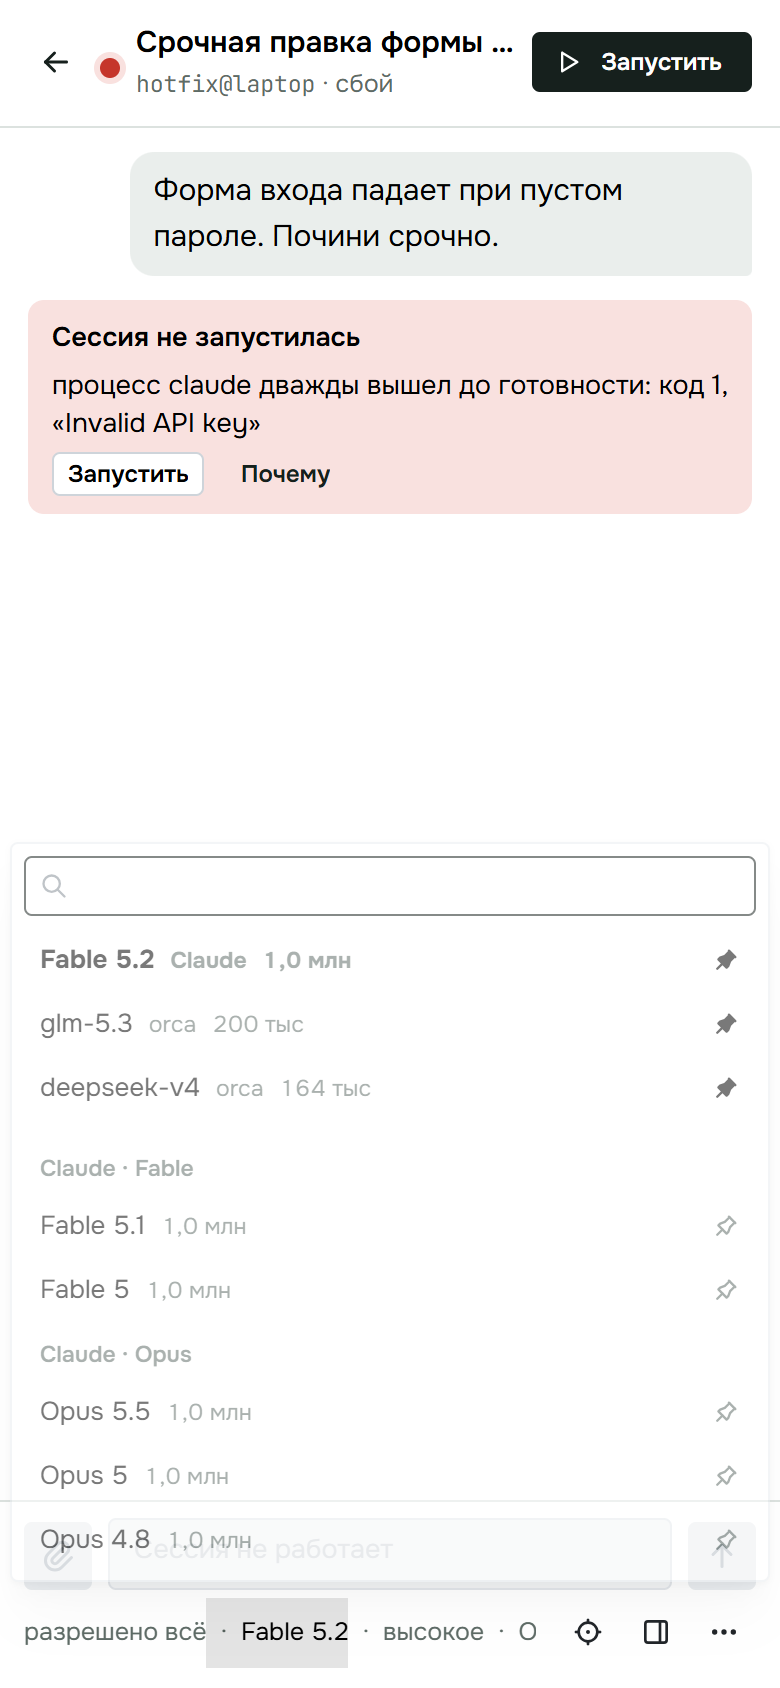 Срочная правка формы ...
hotfix@laptop · сбой
Запустить
Форма входа падает при пустом
пароле. Почини срочно.
Сессия не запустилась
процесс claude дважды вышел до готовности: код 1,
«Invalid API key»
Запустить Почему
Fable 5.2 Claude 1,0 млн
glm-5.3 orca 200 тыс
deepseek-v4 orca 164 тыс
Claude · Fable
Fable 5.1 1,0 млн
Fable 5 1,0 млн
Claude · Opus
Opus 5.5 1,0 млн
Opus 5 1,0 млн
Opus 4.8 1,0 млн
Сессия не работает
разрешено всё · Fable 5.2 · высокое · О